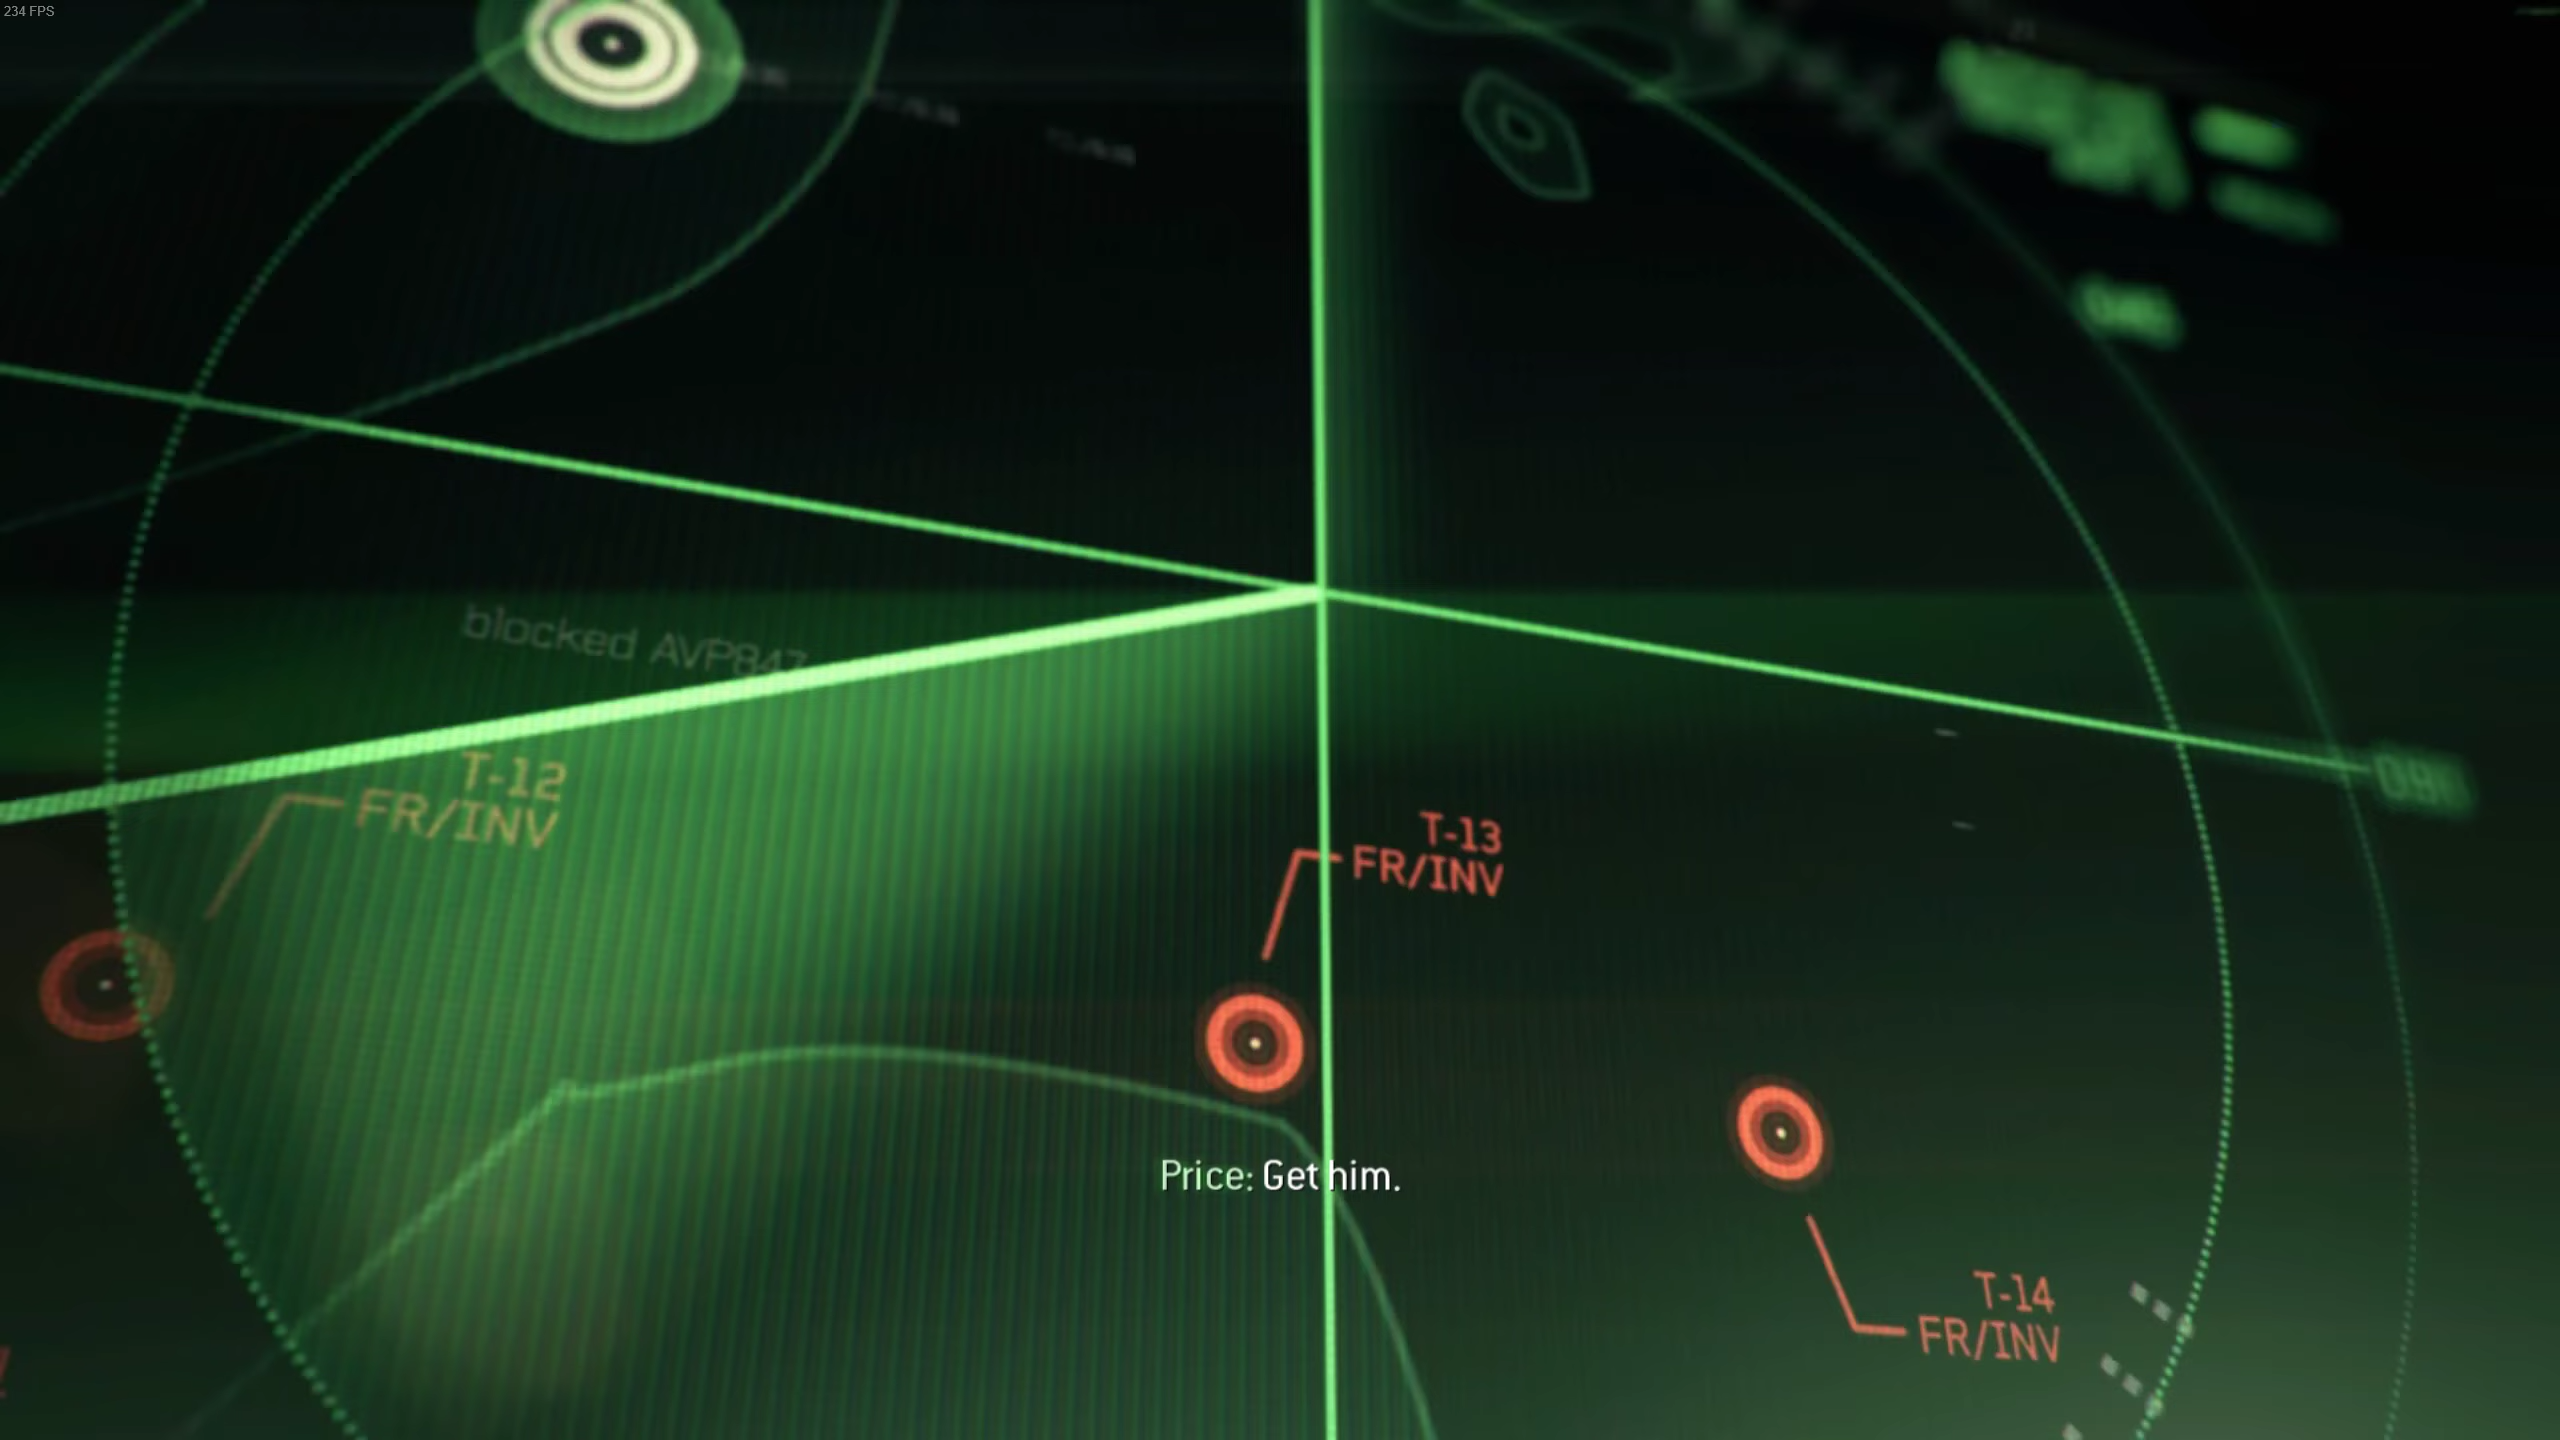 234 FPS
blocked AVP847
T-12
FR/INV
T-13
FR/INV
Price: Get him.
T-14
FR/INV